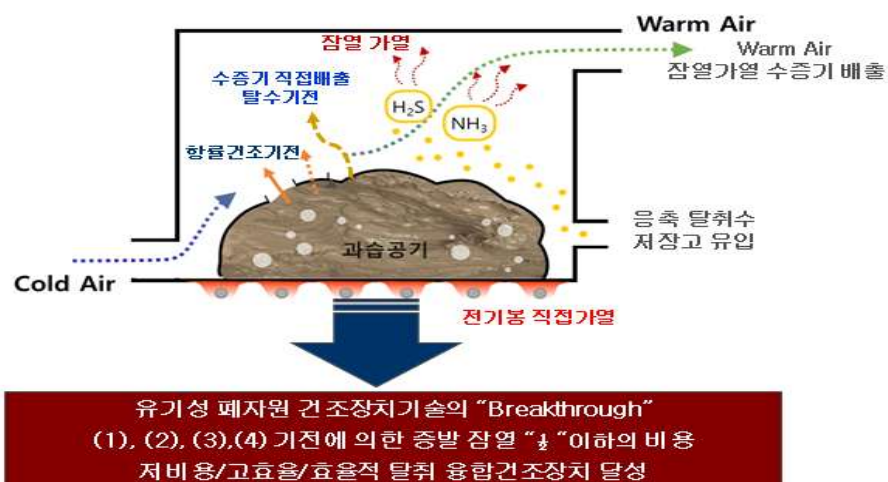 Warm Air
잠열 가열
Warm Air
잠열가열 수증기 배출
수증기 직접배출
탈수기전
H₂S
NH₃
항률건조기전
응축 탈취수
저장고 유입
과습공기
Cold Air
전기봉 직접가열
유기성 폐자원 건조장치기술의 “Breakthrough”
(1), (2), (3),(4) 기전에 의한 증발 잠열 “½ “이하의 비용
저비용/고효율/효율적 탈취 융합건조장치 달성